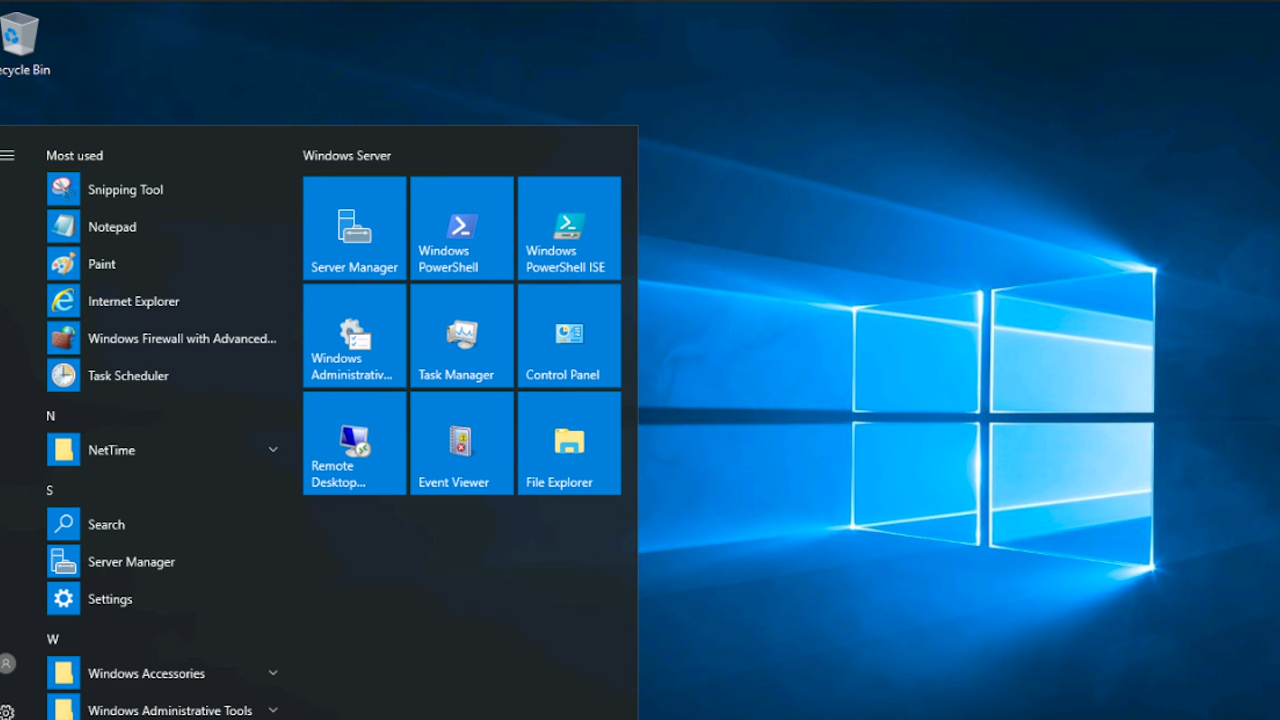 ecycle Bin
Most used
Snipping Tool
Notepad
Paint
Internet Explorer
Windows Firewall with Advanced...
Task Scheduler
N
NetTime
S
Search
Server Manager
Settings
W
Windows Accessories
Windows Administrative Tools
Windows Server
Server Manager
Windows
PowerShell
Windows
PowerShell ISE
Windows
Administrativ...
Task Manager
Control Panel
Remote
Desktop...
Event Viewer
File Explorer